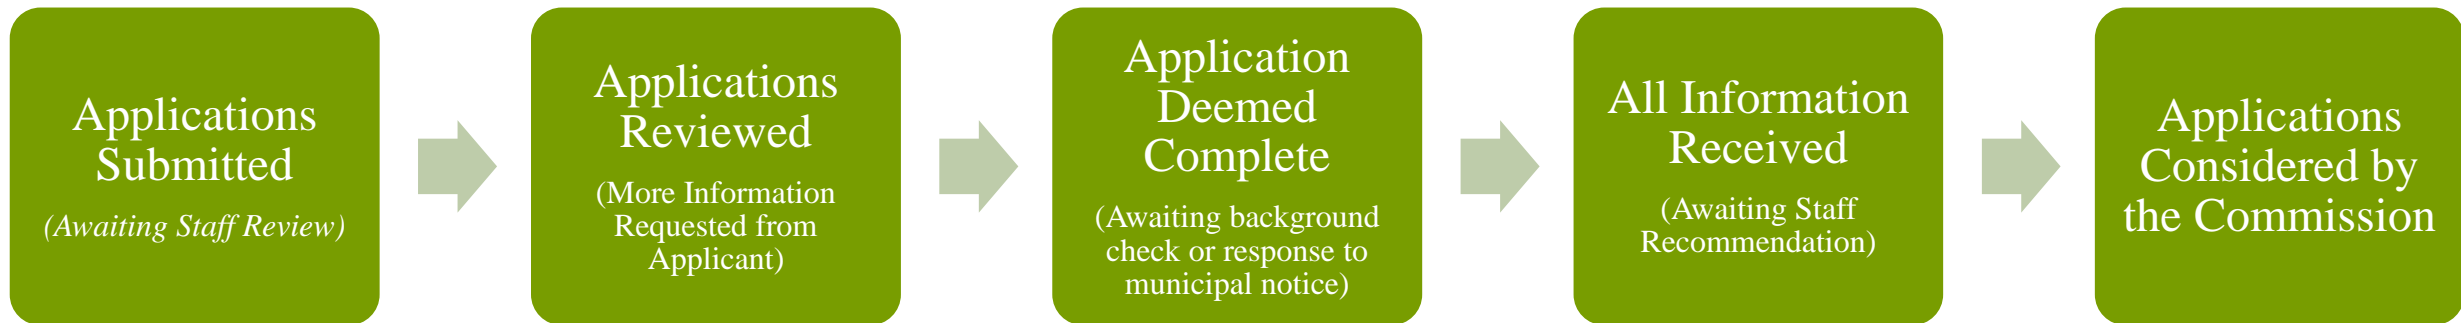 Applications
Submitted
(Awaiting Staff Review)
Applications
Reviewed
(More Information
Requested from
Applicant)
Application
Deemed
Complete
(Awaiting background
check or response to
municipal notice)
All Information
Received
(Awaiting Staff
Recommendation)
Applications
Considered by
the Commission